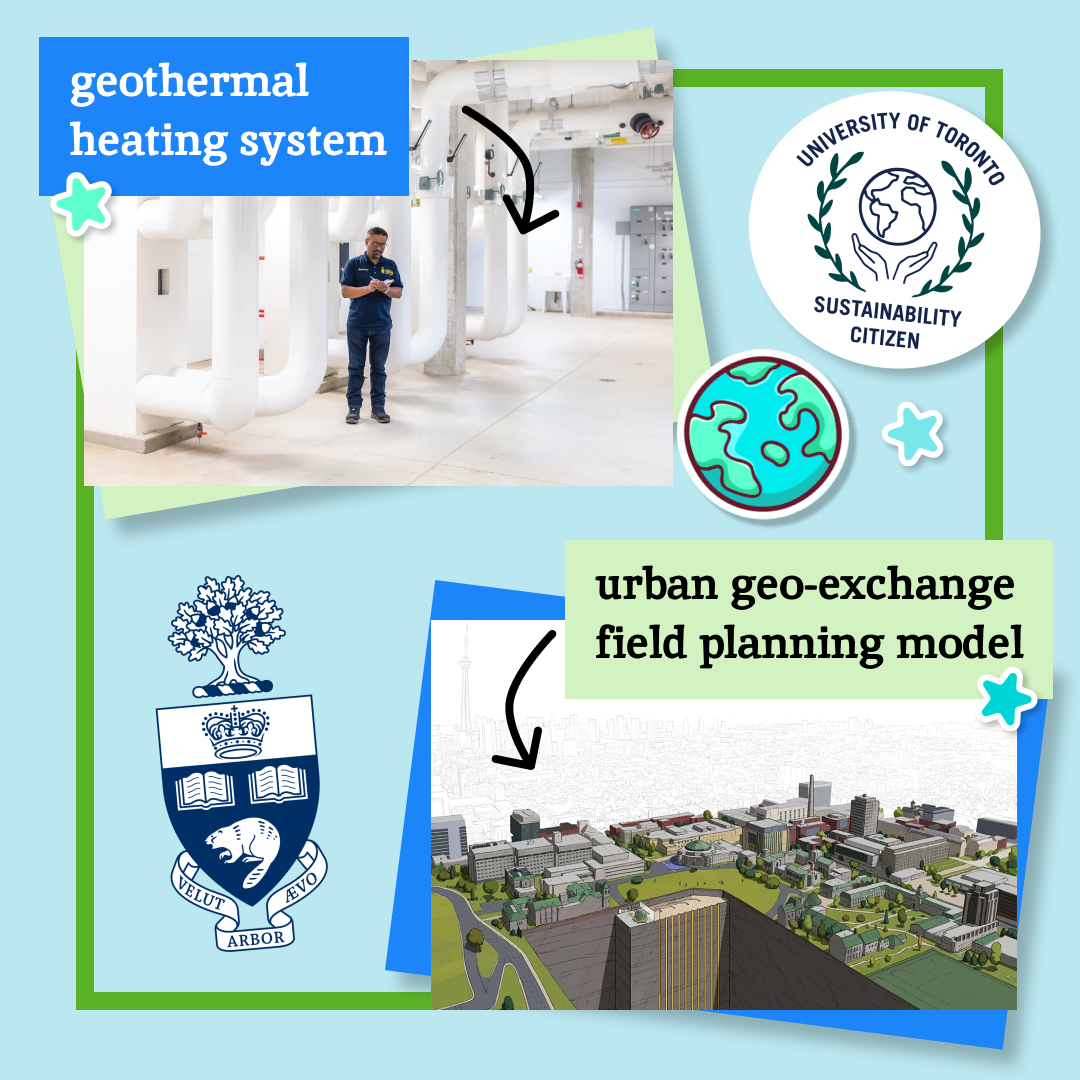 geothermal
heating system
UNIVERSITY OF TORONTO
SUSTAINABILITY
CITIZEN
urban geo-exchange
field planning model
VELUT
ÆVO
ARBOR